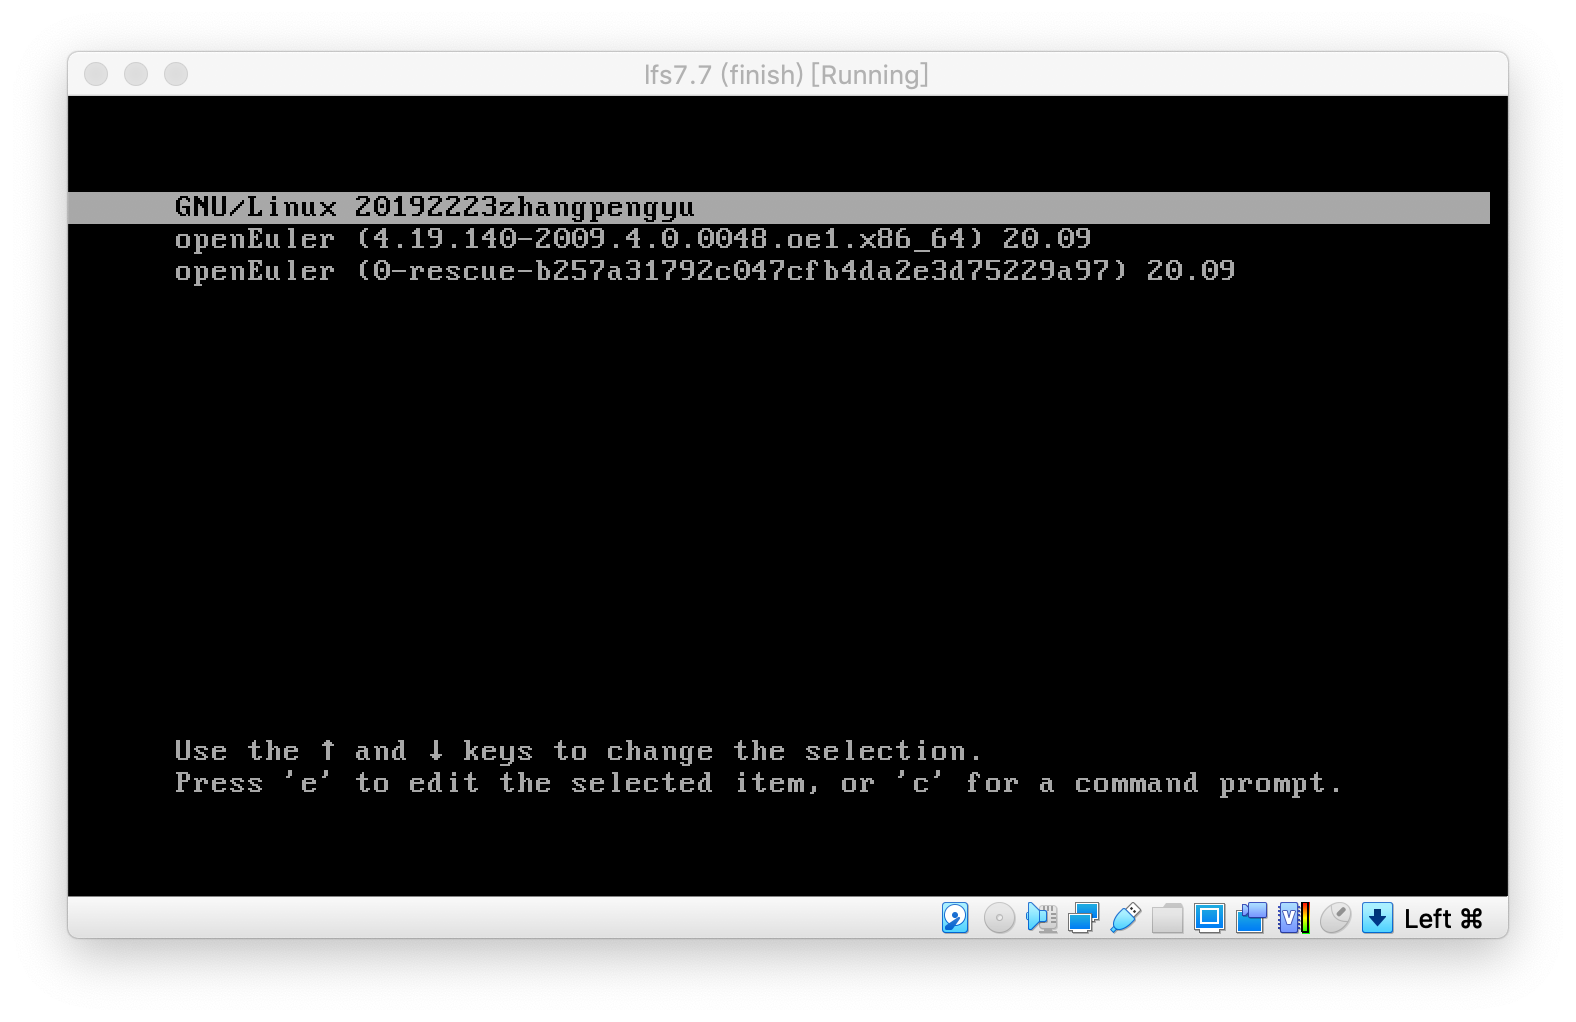 lfs7.7 (finish) [Running]
GNU/Linux 20192223zhangpengyu
openEuler (4.19.140-2009.4.0.0048.oe1.x86_64) 20.09
openEuler (0-rescue-b257a31792c047cfb4da2e3d75229a97) 20.09
Use the ↑ and ↓ keys to change the selection.
Press 'e' to edit the selected item, or 'c' for a command prompt.
Left ⌘